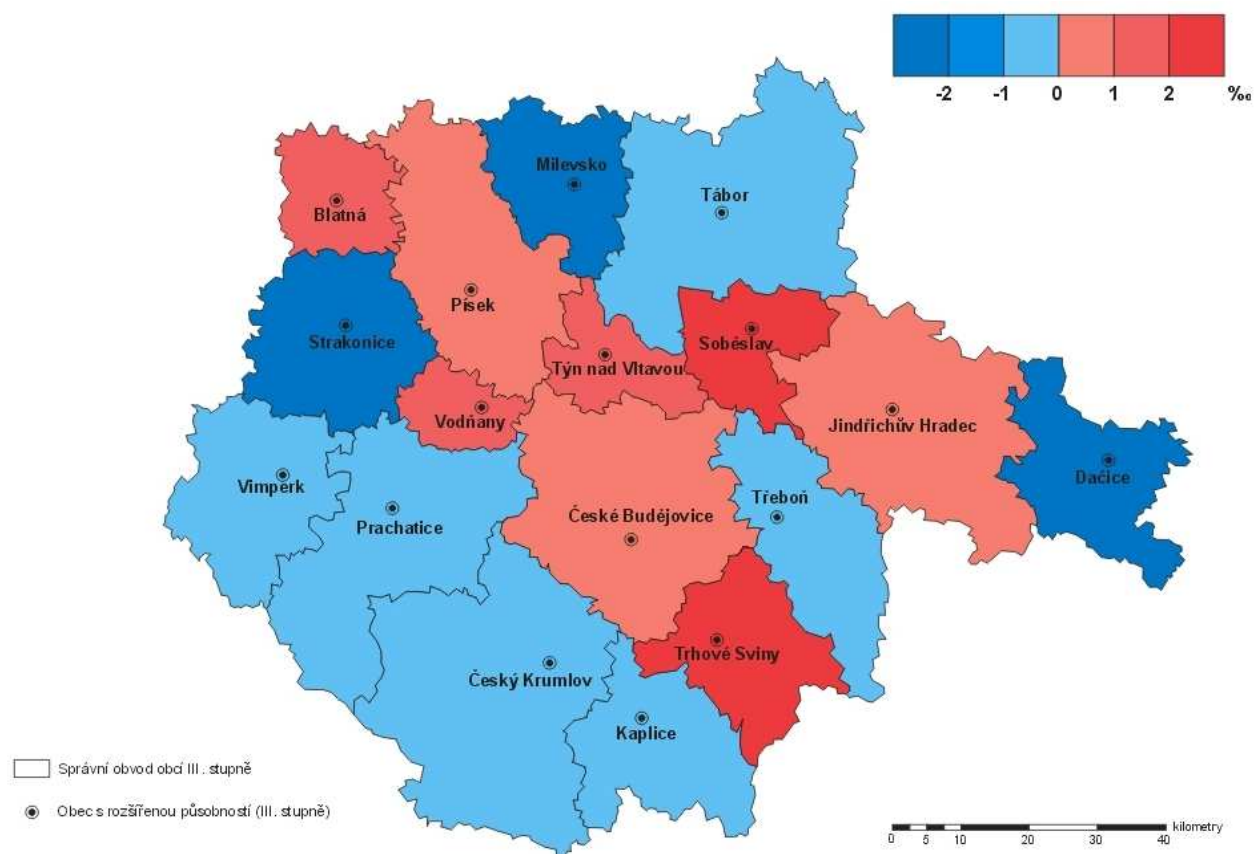 -2 -1 0 1 2 ‰
Milevsko
Tábor
Blatná
Písek
Soběslav
Strakonice
Týn nad Vltavou
Vodňany
Jindřichův Hradec
Dačice
Vimperk
Třeboň
České Budějovice
Prachatice
Trhové Sviny
Český Krumlov
Kaplice
Správní obvod obcí III. stupně
Obec s rozšířenou působností (III. stupně)
kilometry
0 5 10 20 30 40